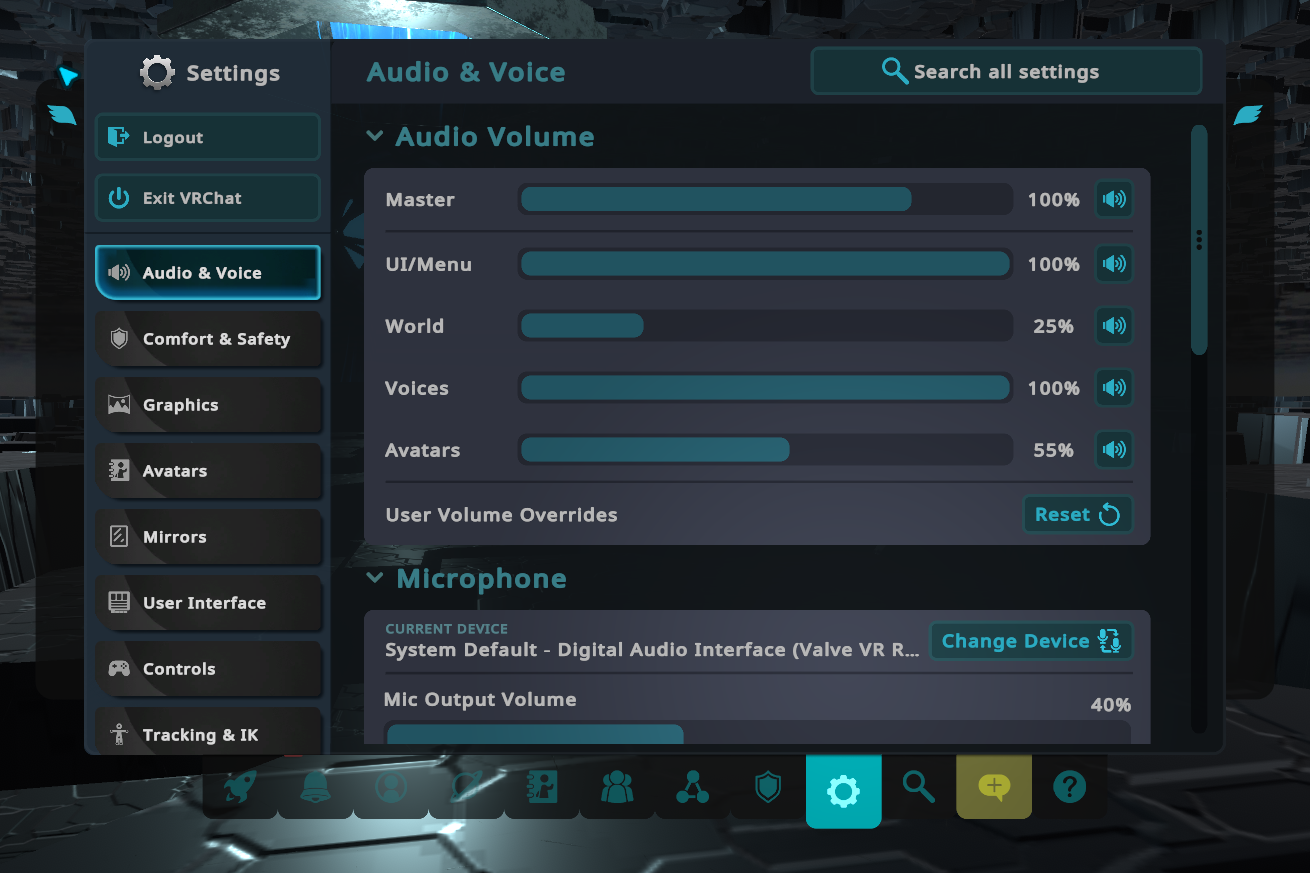 Settings
Logout
Exit VRChat
Audio & Voice
Comfort & Safety
Graphics
Avatars
Mirrors
User Interface
Controls
Tracking & IK
Audio & Voice
Search all settings
Audio Volume
Master 100%
UI/Menu 100%
World 25%
Voices 100%
Avatars 55%
User Volume Overrides Reset
Microphone
CURRENT DEVICE
System Default - Digital Audio Interface (Valve VR R... Change Device
Mic Output Volume 40%